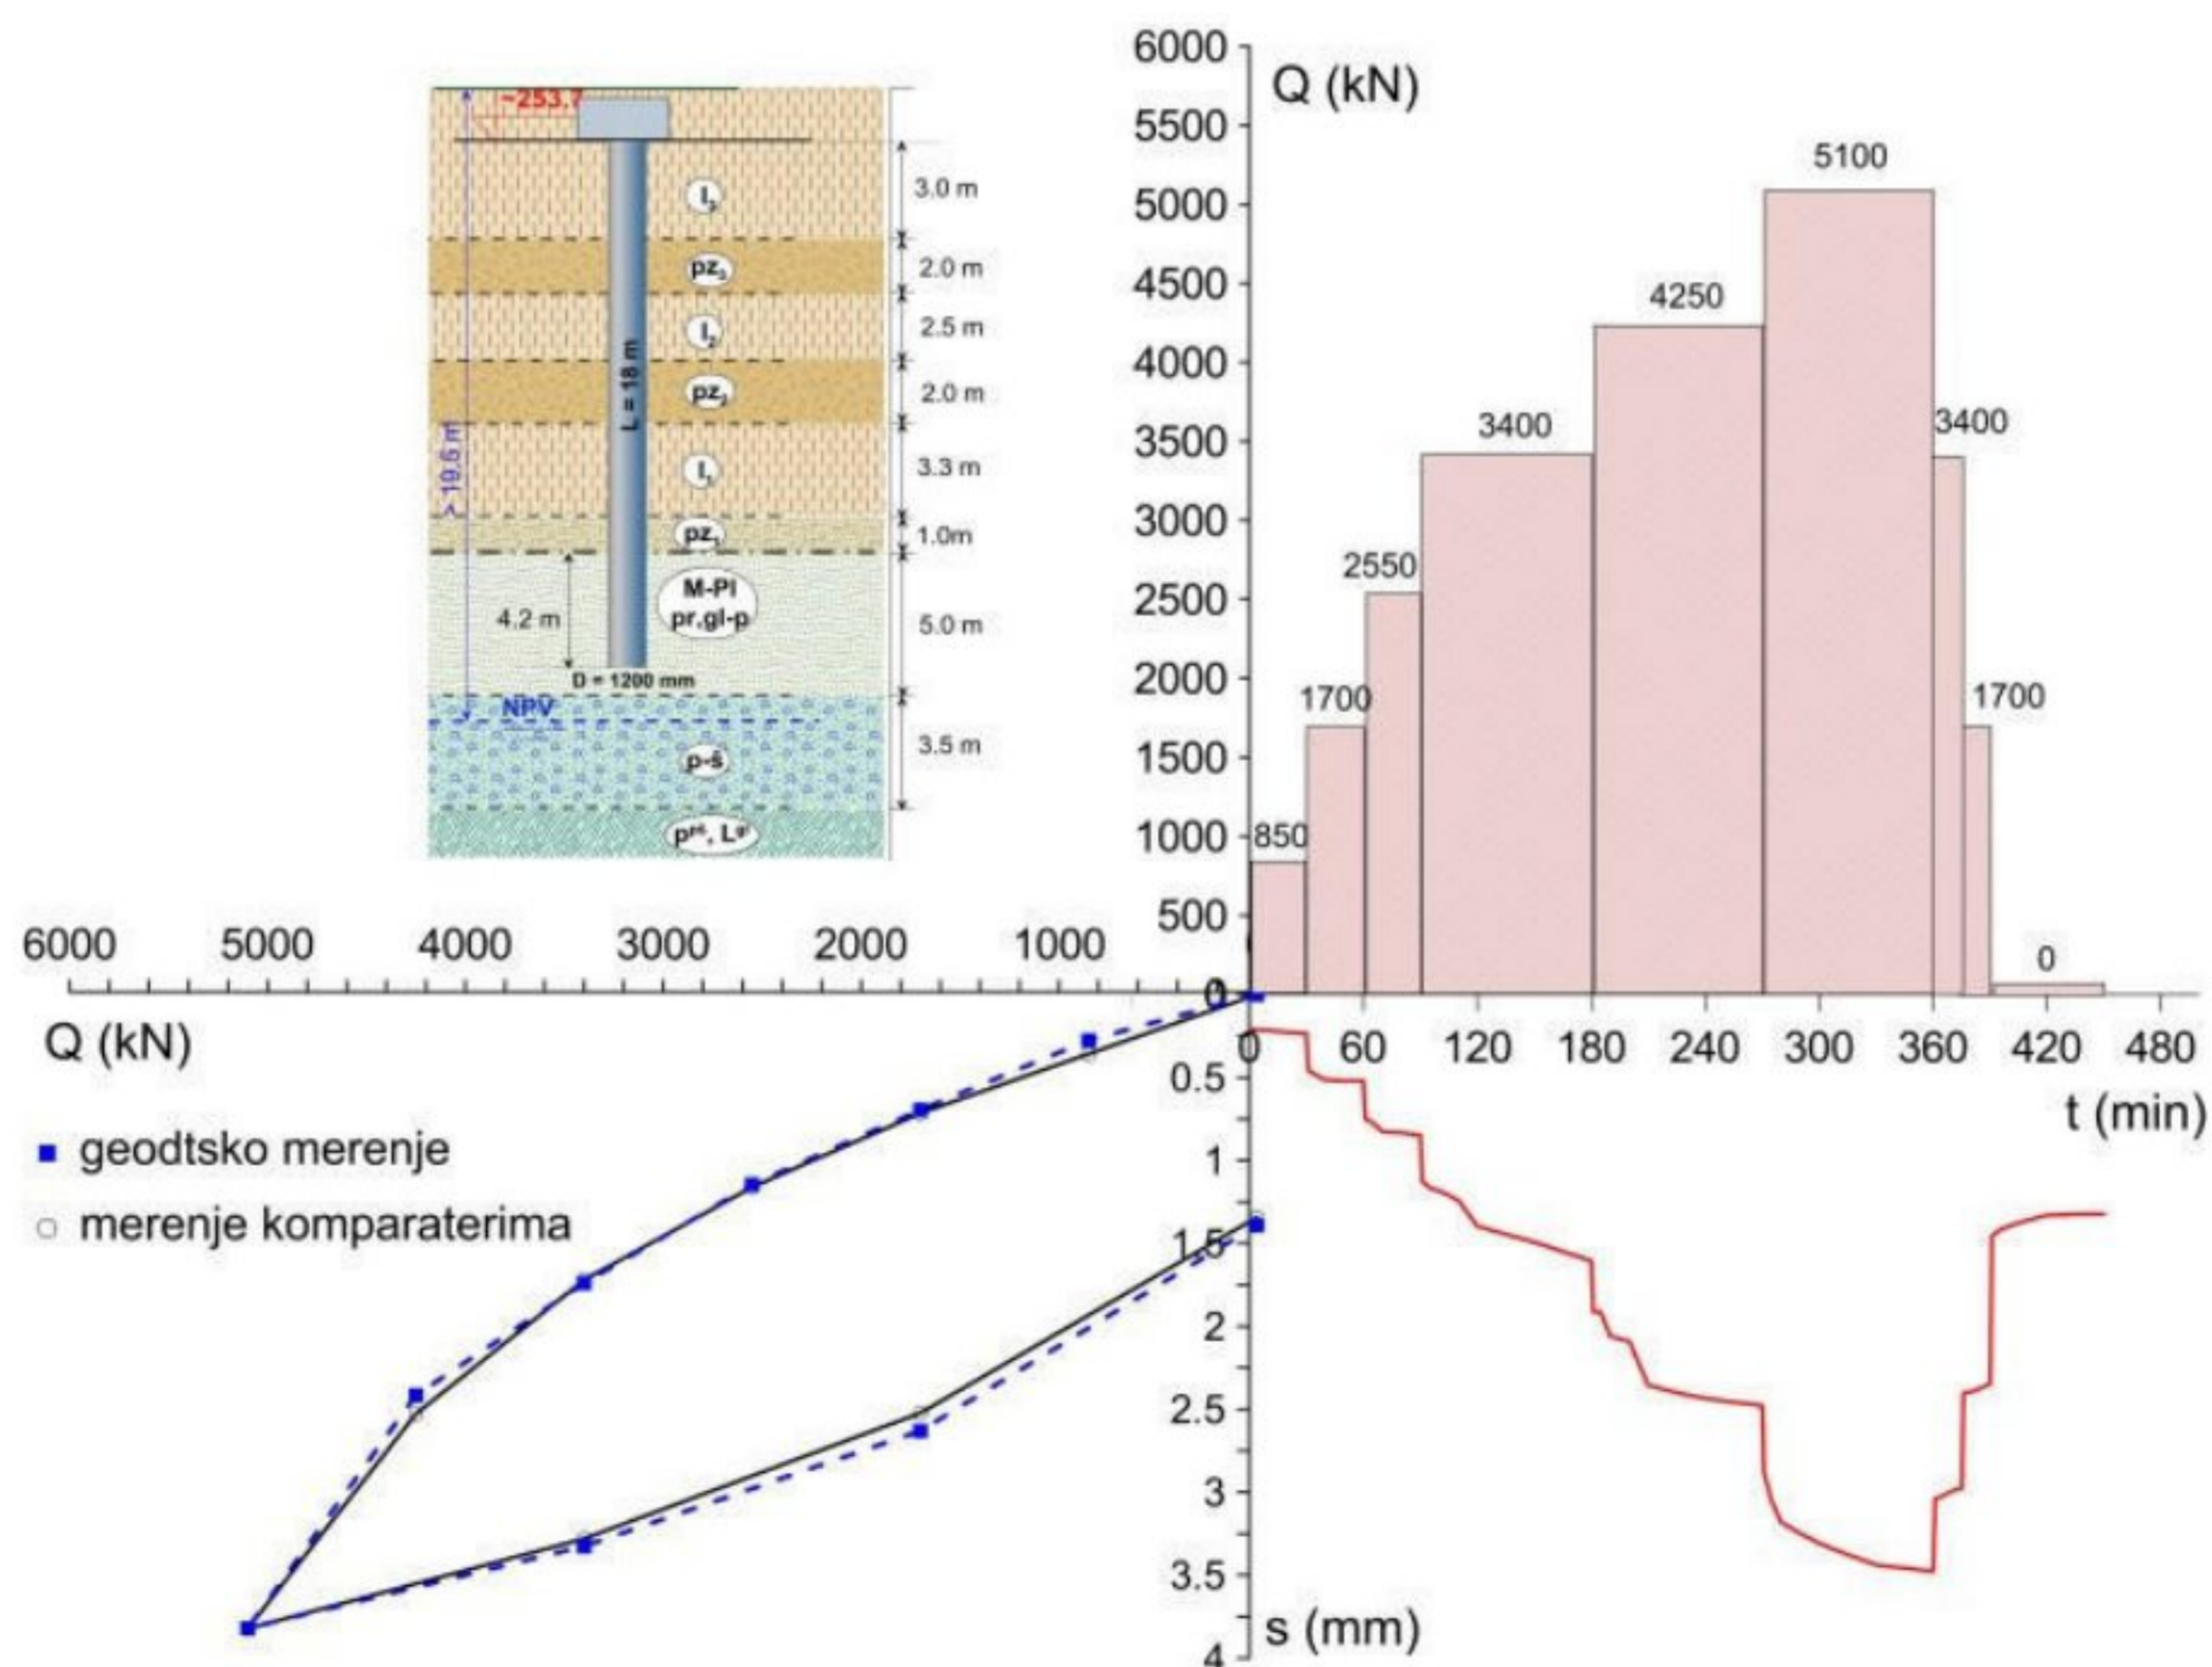 ~253.7
3.0 m
l₃
2.0 m
pz₃
2.5 m
l₂
L = 18 m
2.0 m
pz₂
> 19.6 m
3.3 m
l₁
1.0m
pz₁
M-Pl
pr.gl-p
4.2 m
5.0 m
D = 1200 mm
NPV
3.5 m
p-š
6000
Q (kN)
5500
5000
4500
4000
3500
3000
2500
2000
1500
1000
500
0
850
1700
2550
3400
4250
5100
3400
1700
0
6000 5000 4000 3000 2000 1000
Q (kN)
geodtsko merenje
merenje komparaterima
0 60 120 180 240 300 360 420 480
t (min)
0.5
1
1.5
2
2.5
3
3.5
4
s (mm)